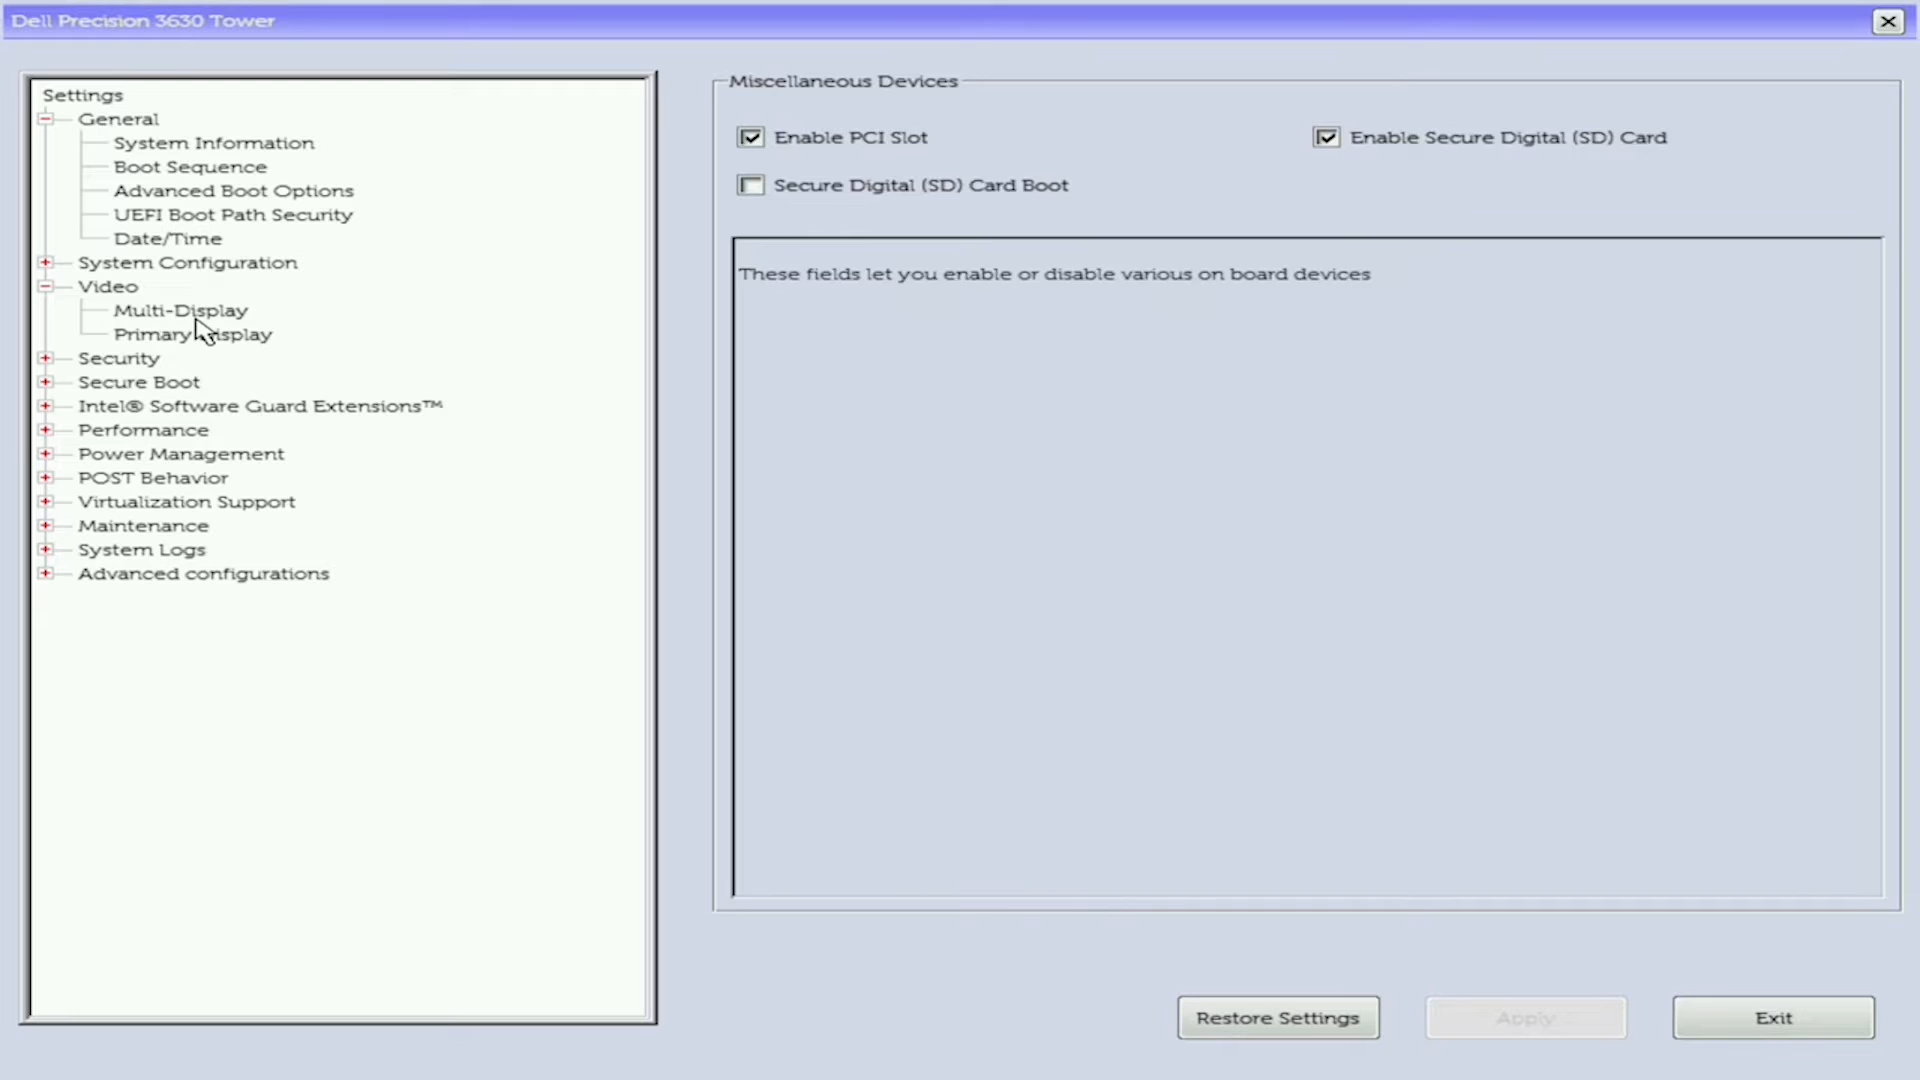 Dell Precision 3630 Tower
Settings
General
System Information
Boot Sequence
Advanced Boot Options
UEFI Boot Path Security
Date/Time
System Configuration
Video
Multi-Display
Primary Display
Security
Secure Boot
Intel® Software Guard Extensions™
Performance
Power Management
POST Behavior
Virtualization Support
Maintenance
System Logs
Advanced configurations
Miscellaneous Devices
Enable PCI Slot
Enable Secure Digital (SD) Card
Secure Digital (SD) Card Boot
These fields let you enable or disable various on board devices
Restore Settings
Apply
Exit